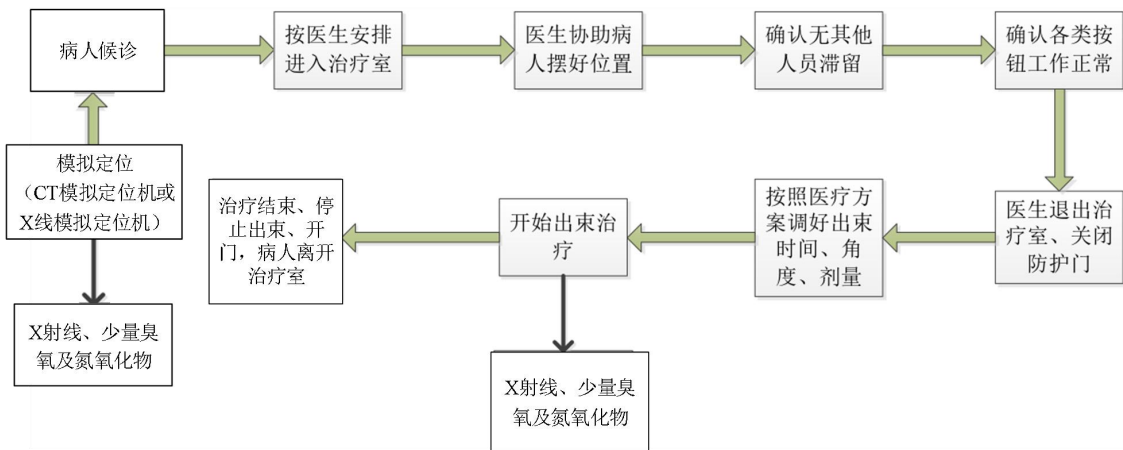 病人候诊
按医生安排
进入治疗室
医生协助病
人摆好位置
确认无其他
人员滞留
确认各类按
钮工作正常
模拟定位
（CT模拟定位机或
X线模拟定位机）
治疗结束、停
止出束、开
门，病人离开
治疗室
开始出束治
疗
按照医疗方
案调好出束
时间、角
度、剂量
医生退出治
疗室、关闭
防护门
X射线、少量臭
氧及氮氧化物
X射线、少量臭
氧及氮氧化物